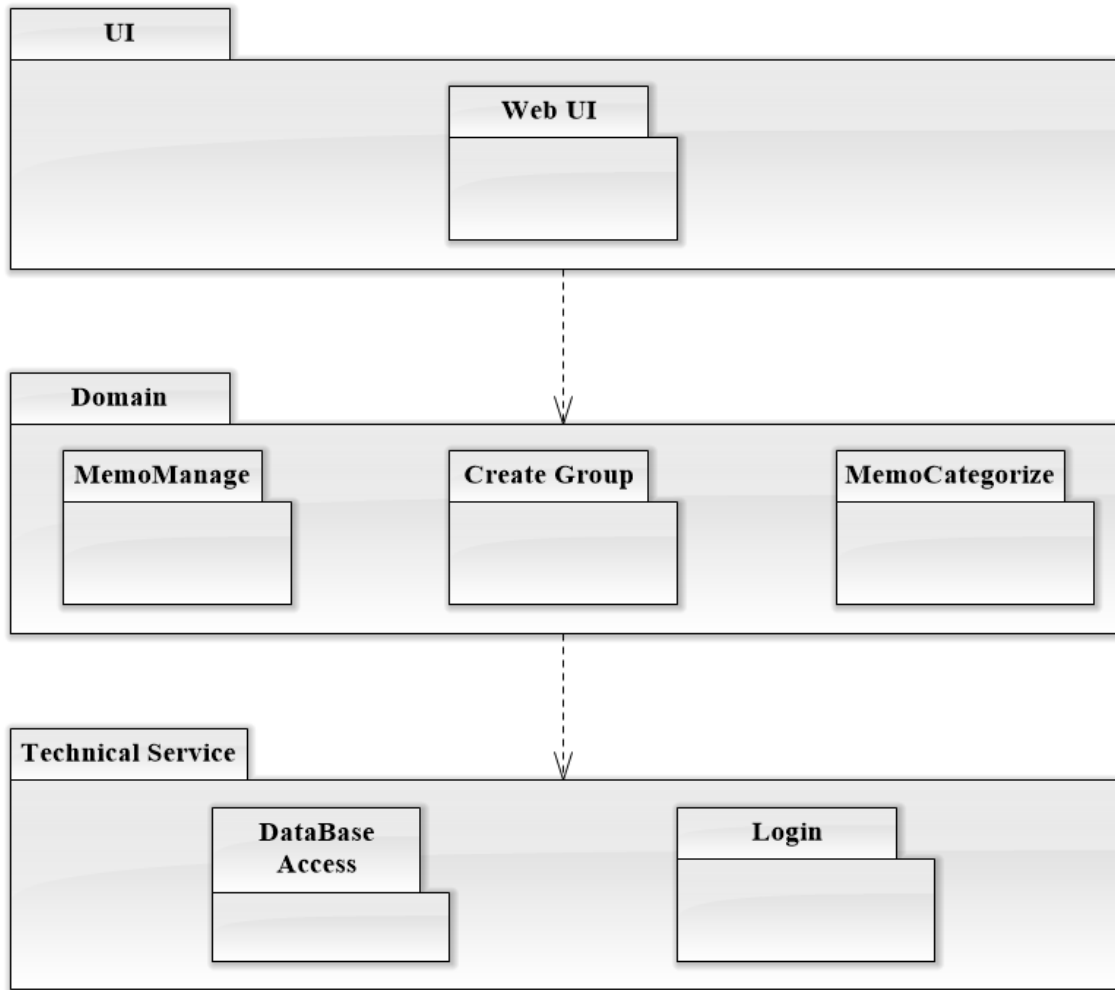 UI
Web UI
Domain
MemoManage
Create Group
MemoCategorize
Technical Service
DataBase
Access
Login